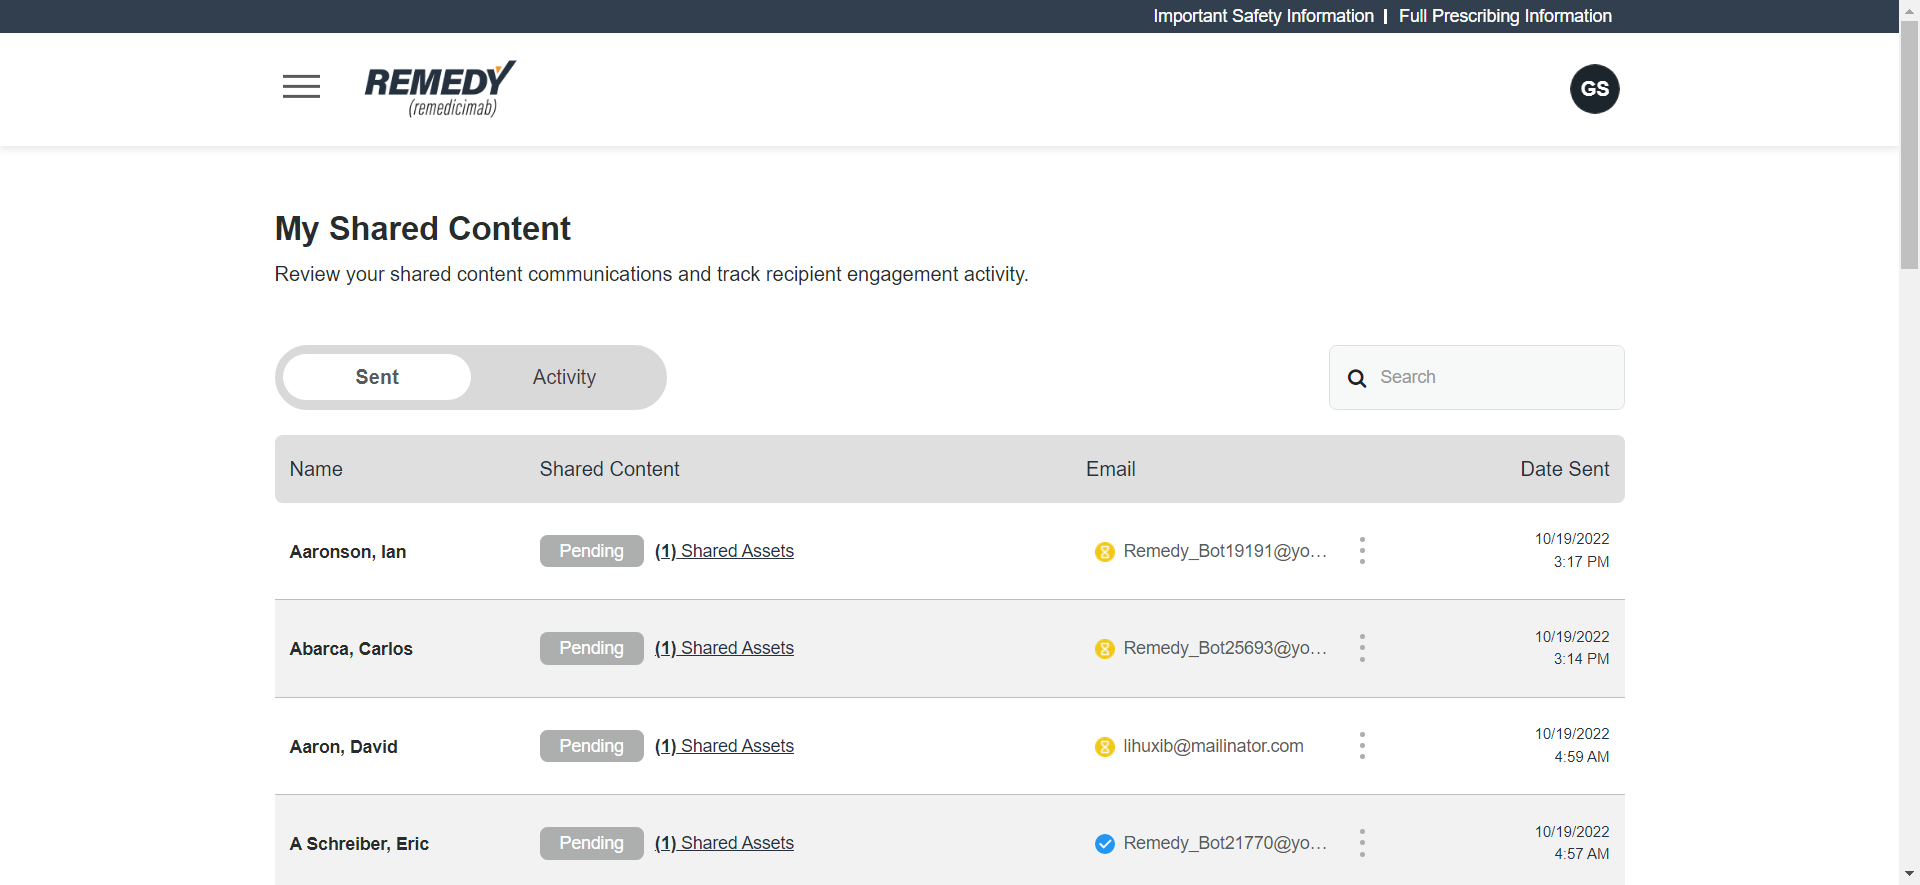 Important Safety Information | Full Prescribing Information
REMEDY
(remedicimab)
GS
My Shared Content
Review your shared content communications and track recipient engagement activity.
Sent
Activity
Search
Name
Shared Content
Email
Date Sent
Aaronson, Ian
Pending
(1) Shared Assets
Remedy_Bot19191@yo...
10/19/2022
3:17 PM
Abarca, Carlos
Pending
(1) Shared Assets
Remedy_Bot25693@yo...
10/19/2022
3:14 PM
Aaron, David
Pending
(1) Shared Assets
lihuxib@mailinator.com
10/19/2022
4:59 AM
A Schreiber, Eric
Pending
(1) Shared Assets
Remedy_Bot21770@yo...
10/19/2022
4:57 AM